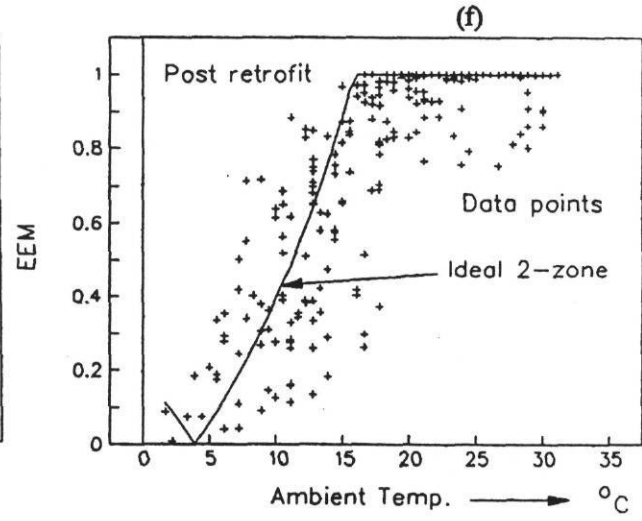 (f)
Post retrofit
1
0.8
0.6
0.4
0.2
0
EEM
Data points
Ideal 2-zone
0 5 10 15 20 25 30 35
Ambient Temp. °C